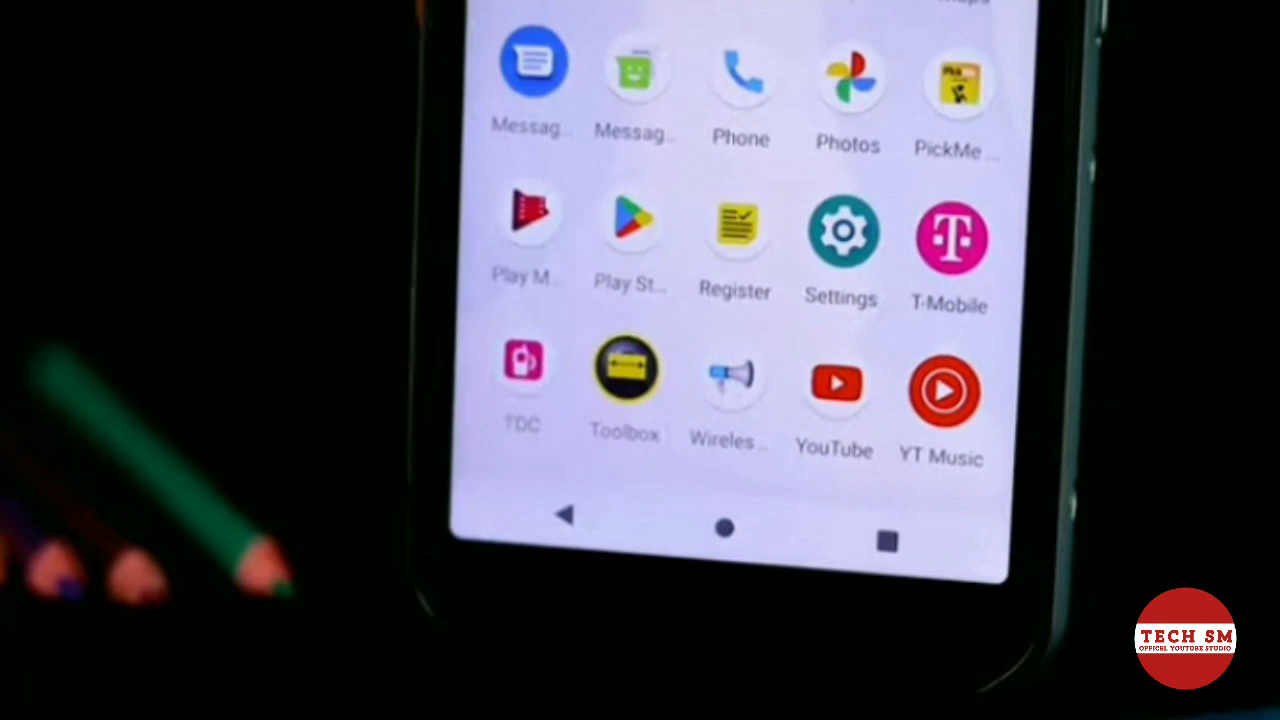 Messag...
Messag...
Phone
Photos
PickMe ...
Play M...
Play St...
Register
Settings
T-Mobile
TDC
Toolbox
Wireles...
YouTube
YT Music
TECH SM
OFFICEL YOUTUBE STUDIO